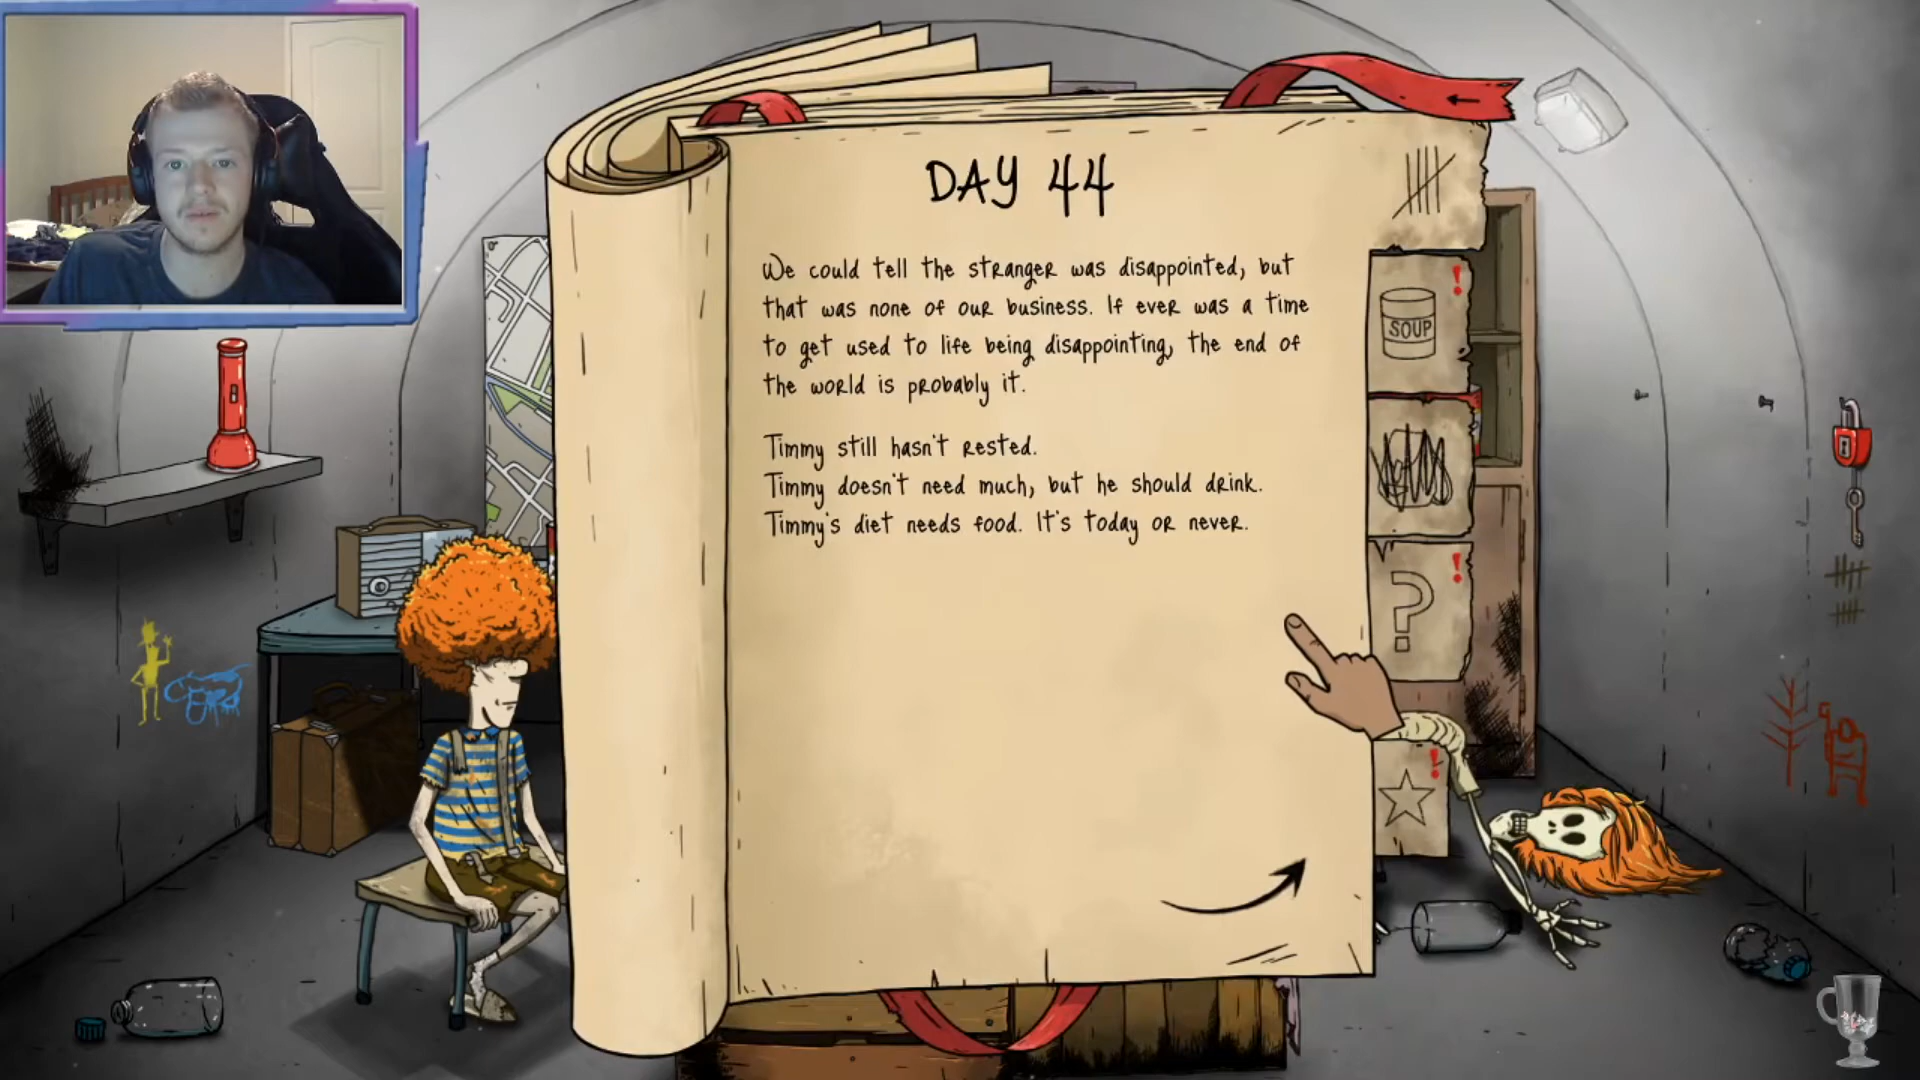 DAY 44
We could tell the stranger was disappointed, but
that was none of our business. If ever was a time
to get used to life being disappointing, the end of
the world is probably it.
Timmy still hasn't rested.
Timmy doesn't need much, but he should drink.
Timmy's diet needs food. It's today or never.
!
SOUP
!
?
!